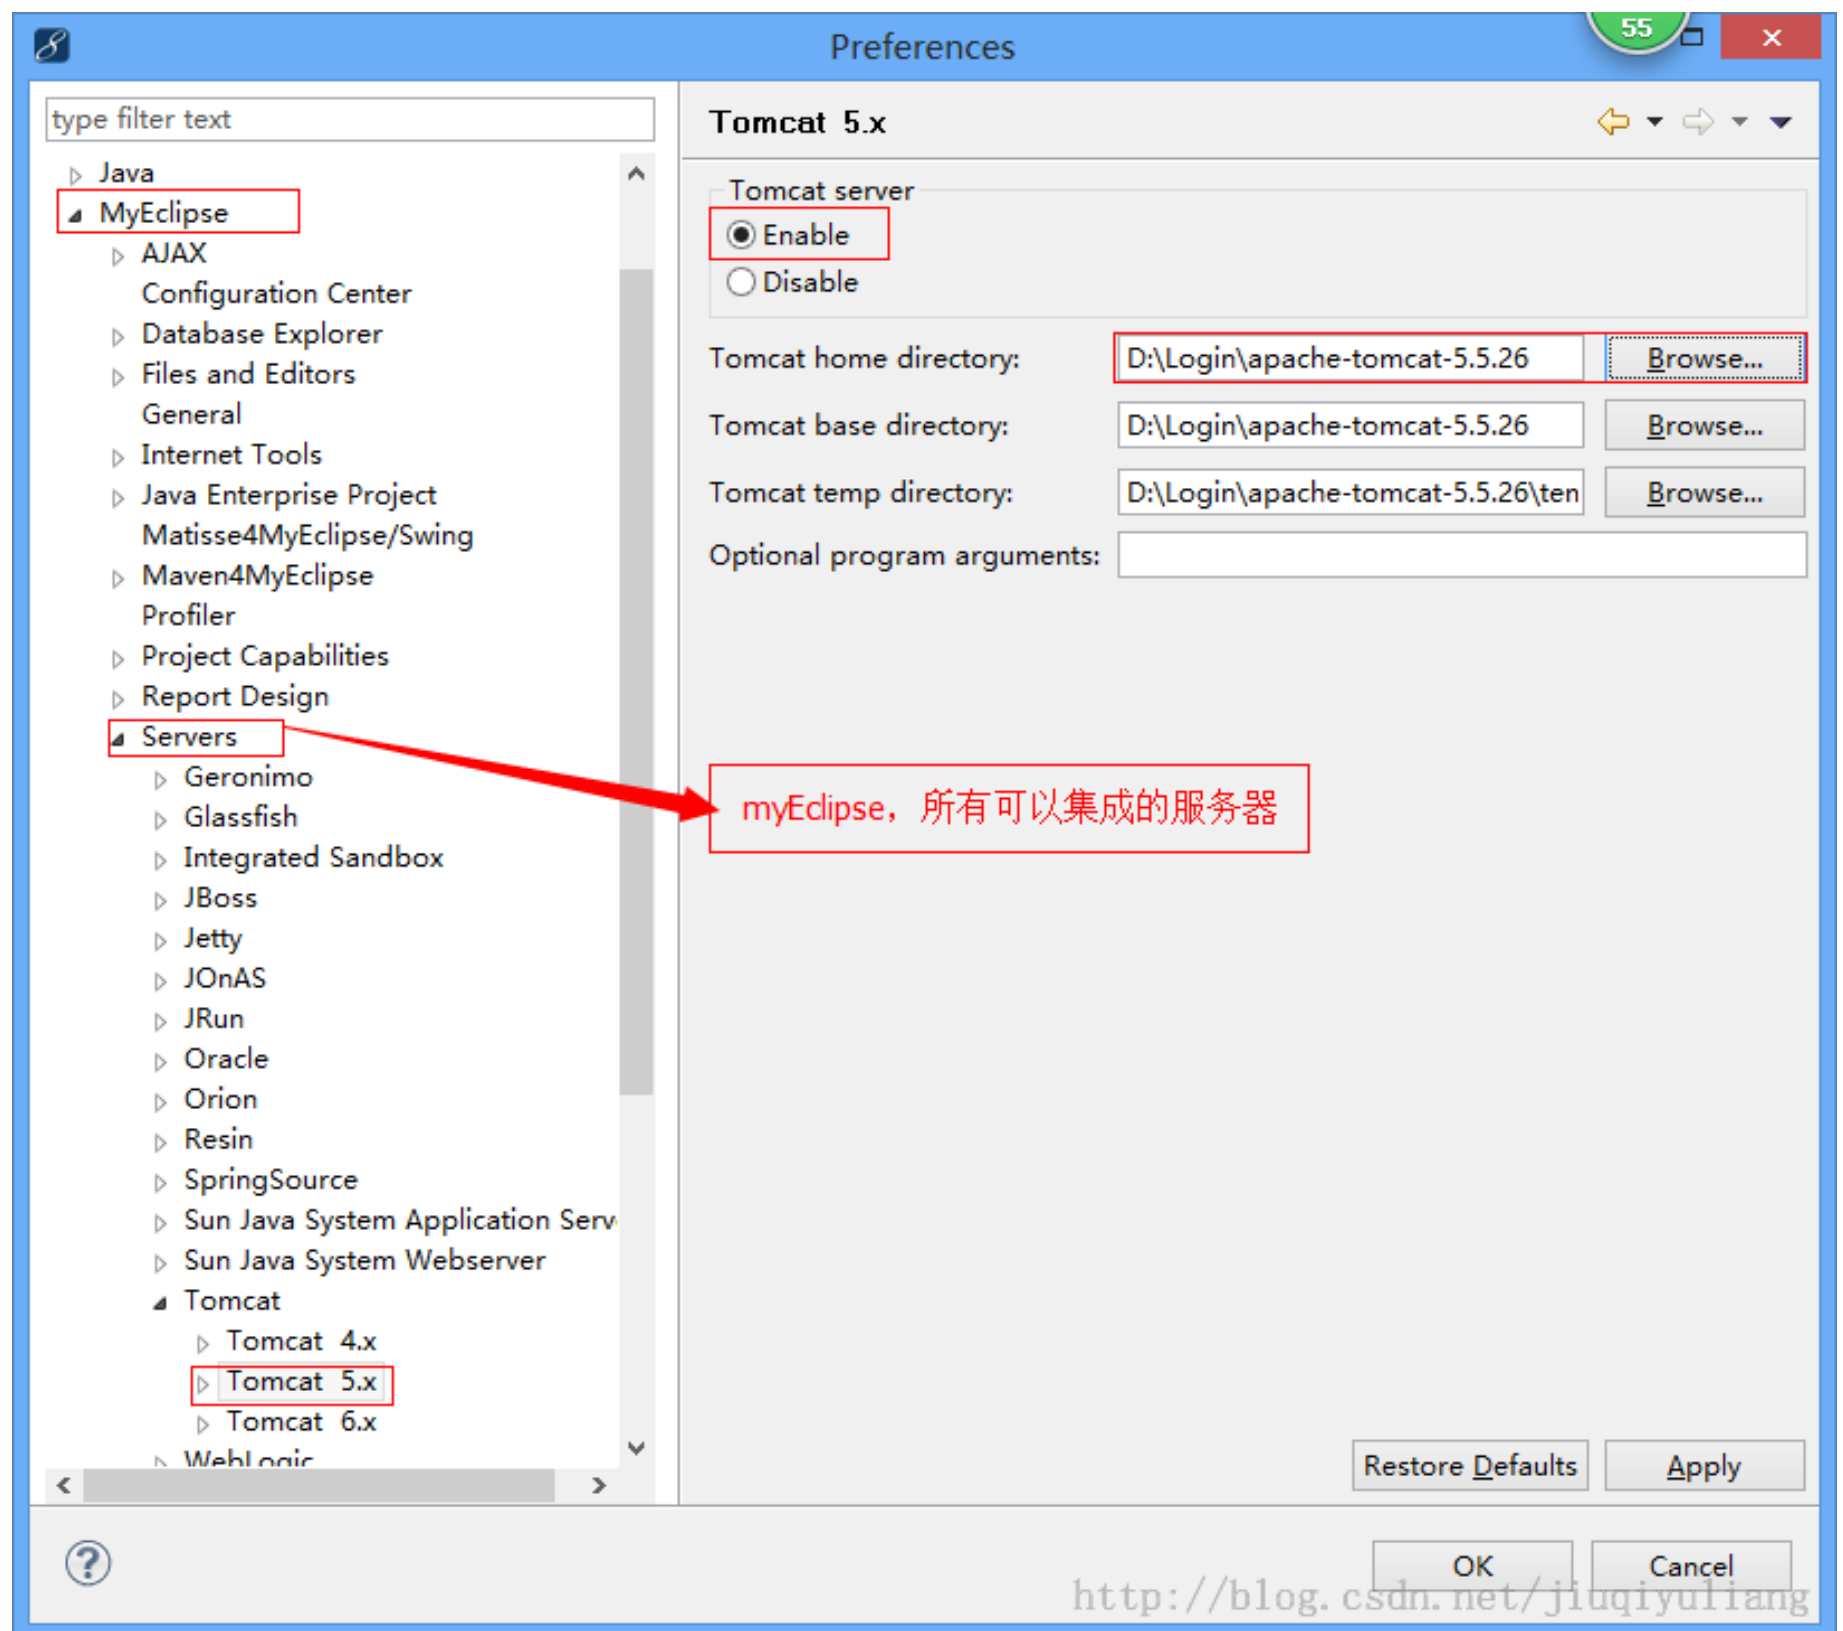 Preferences
55
type filter text
Java
MyEclipse
AJAX
Configuration Center
Database Explorer
Files and Editors
General
Internet Tools
Java Enterprise Project
Matisse4MyEclipse/Swing
Maven4MyEclipse
Profiler
Project Capabilities
Report Design
Servers
Geronimo
Glassfish
Integrated Sandbox
JBoss
Jetty
JOnAS
JRun
Oracle
Orion
Resin
SpringSource
Sun Java System Application Serv
Sun Java System Webserver
Tomcat
Tomcat 4.x
Tomcat 5.x
Tomcat 6.x
WebLogic
Tomcat 5.x
Tomcat server
Enable
Disable
Tomcat home directory: D:\Login\apache-tomcat-5.5.26 Browse...
Tomcat base directory: D:\Login\apache-tomcat-5.5.26 Browse...
Tomcat temp directory: D:\Login\apache-tomcat-5.5.26\ten Browse...
Optional program arguments:
myEclipse，所有可以集成的服务器
Restore Defaults Apply
OK Cancel
http://blog.csdn.net/jiuqiyuliang